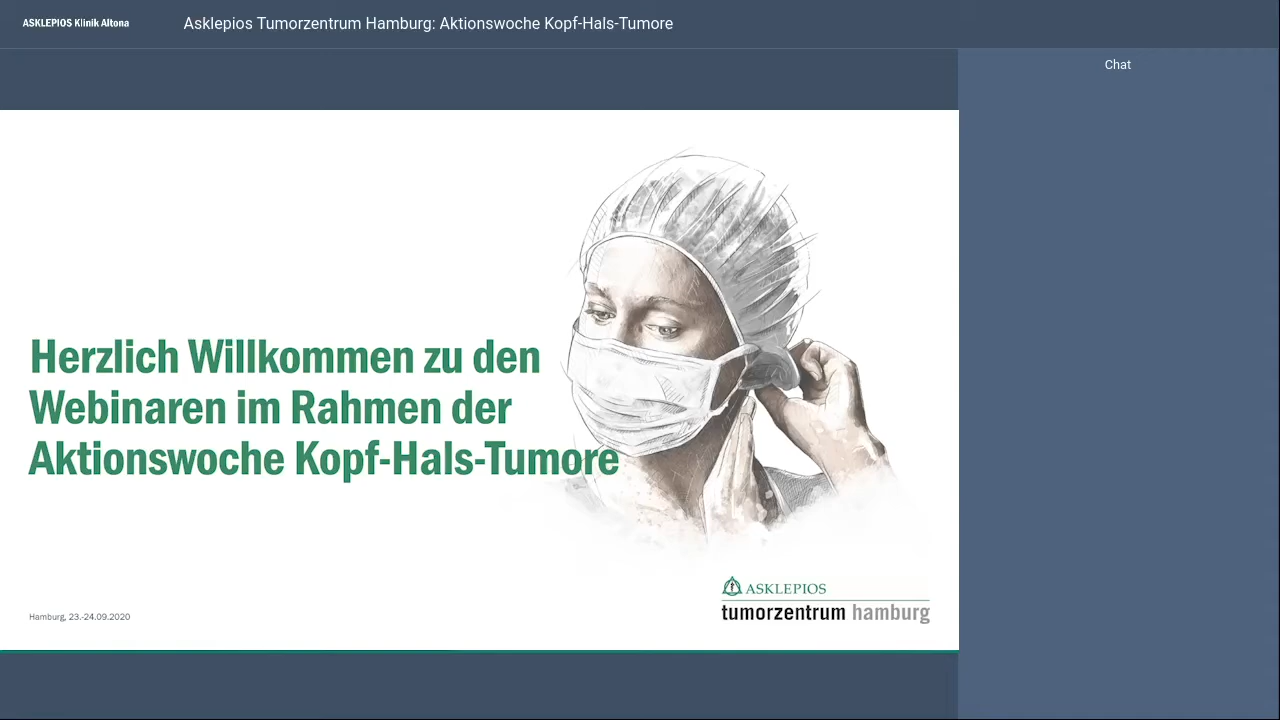 ASKLEPIOS Klinik Altona
Asklepios Tumorzentrum Hamburg: Aktionswoche Kopf-Hals-Tumore
Chat
Herzlich Willkommen zu den
Webinaren im Rahmen der
Aktionswoche Kopf-Hals-Tumore
ASKLEPIOS
tumorzentrum hamburg
Hamburg, 23.-24.09.2020